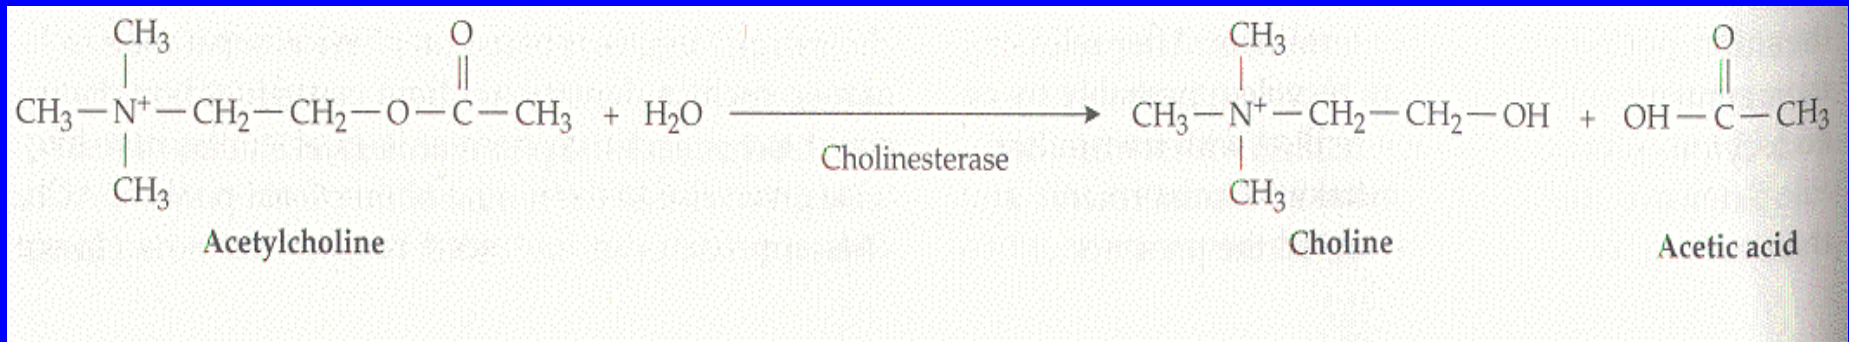 CH3 O CH3 O
CH3—N+—CH2—CH2—O—C—CH3 + H2O CH3—N+—CH2—CH2—OH + OH—C—CH3
Cholinesterase
CH3 CH3
Acetylcholine Choline Acetic acid